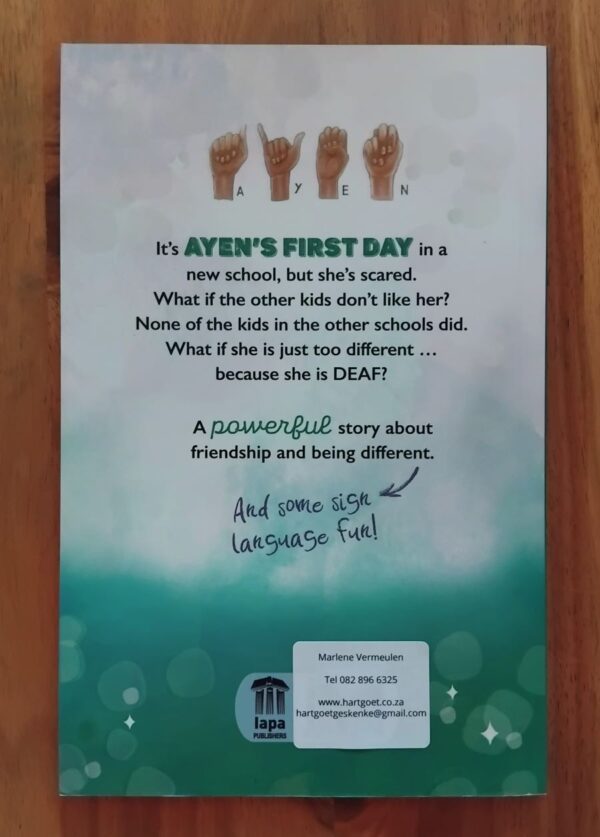 A Y E N
It's AYEN'S FIRST DAY in a
new school, but she's scared.
What if the other kids don't like her?
None of the kids in the other schools did.
What if she is just too different ...
because she is DEAF?
A powerful story about
friendship and being different.
And some sign
language fun!
Marlene Vermeulen
Tel 082 896 6325
www.hartgoet.co.za
hartgoetgeskenke@gmail.com
lapa
PUBLISHERS